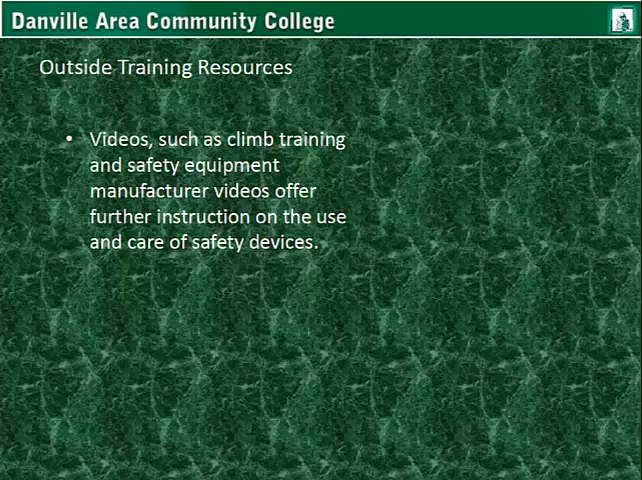 Danville Area Community College
Outside Training Resources
• Videos, such as climb training
and safety equipment
manufacturer videos offer
further instruction on the use
and care of safety devices.